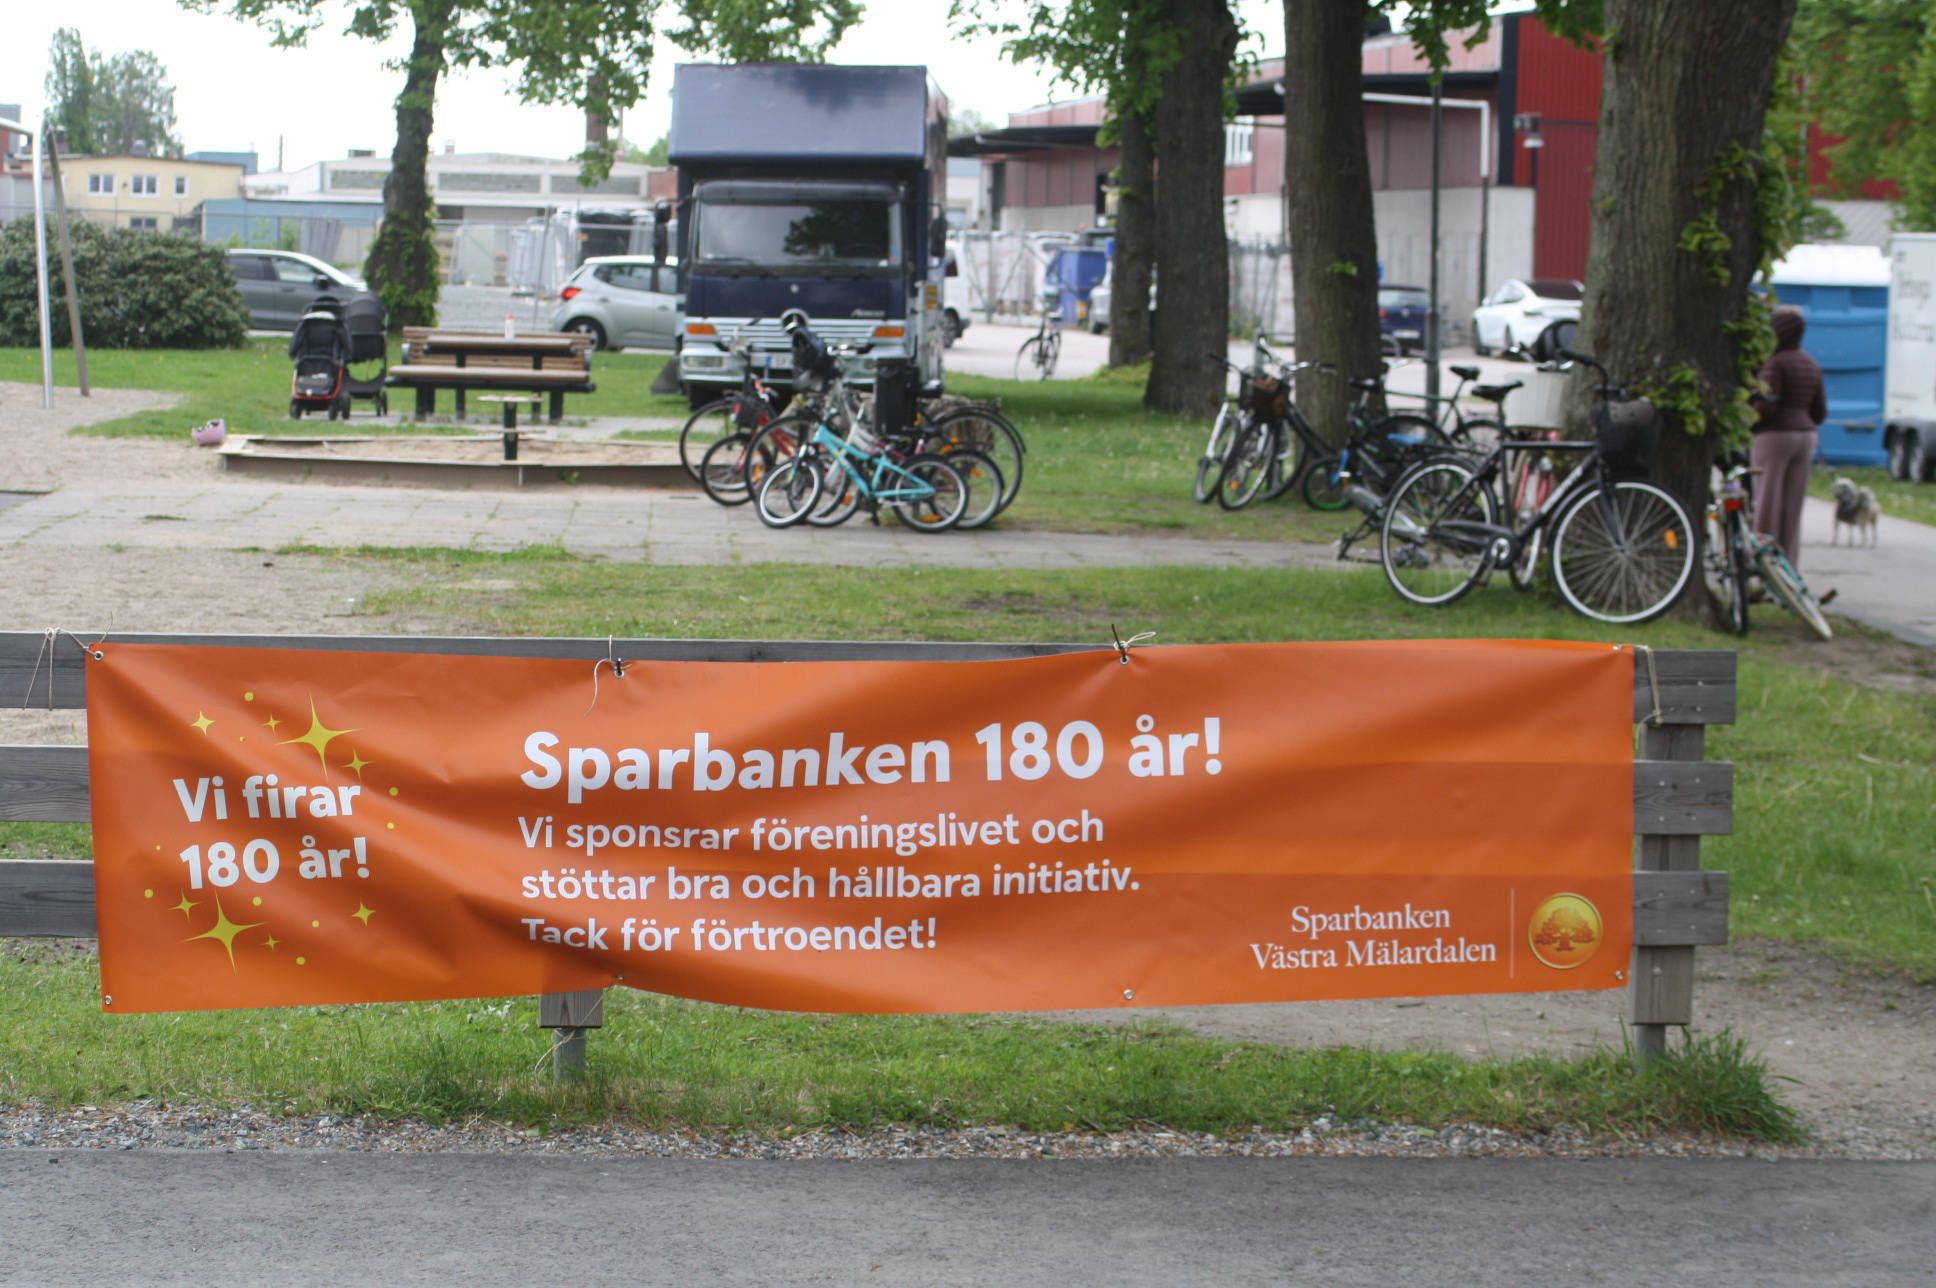 Vi firar
180 år!
Sparbanken 180 år!
Vi sponsrar föreningslivet och
stöttar bra och hållbara initiativ.
Tack för förtroendet!
Sparbanken
Västra Mälardalen